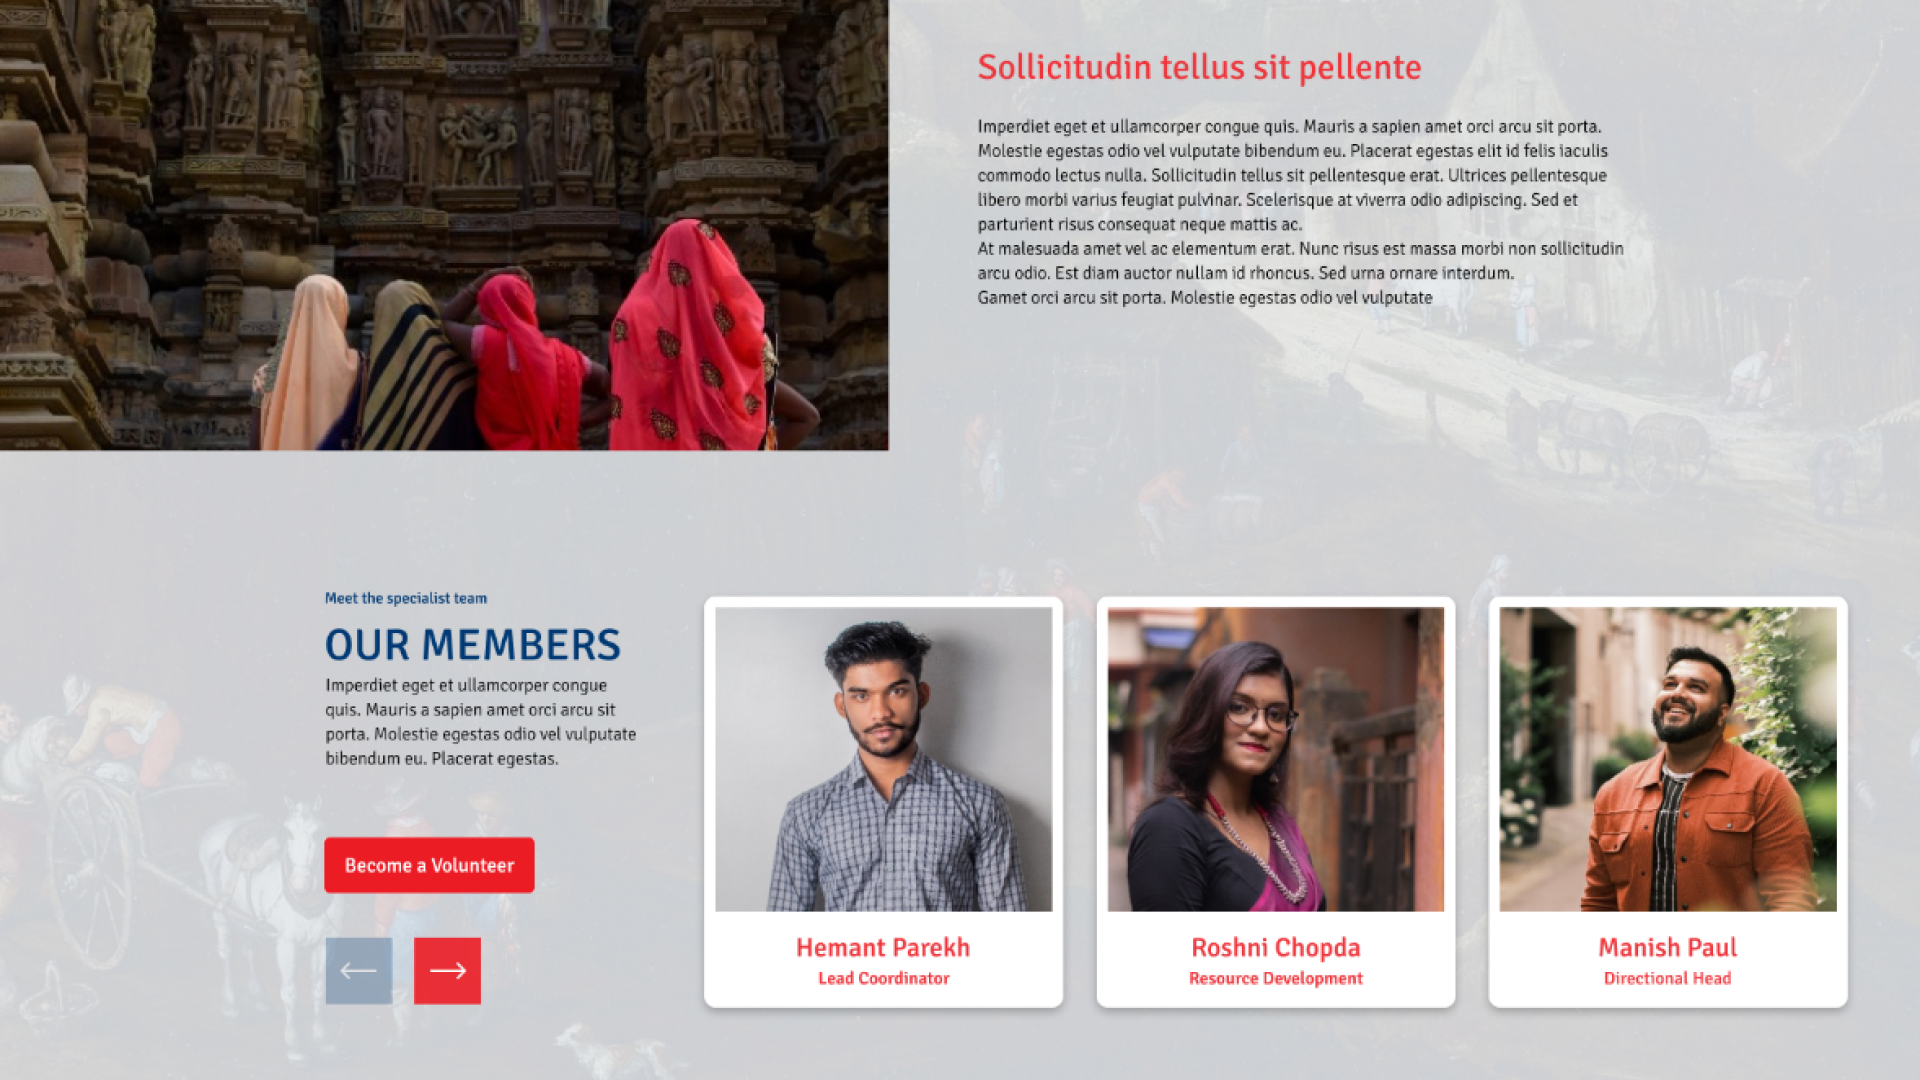 Sollicitudin tellus sit pellente
Imperdiet eget et ullamcorper congue quis. Mauris a sapien amet orci arcu sit porta.
Molestie egestas odio vel vulputate bibendum eu. Placerat egestas elit id felis iaculis
commodo lectus nulla. Sollicitudin tellus sit pellentesque erat. Ultrices pellentesque
libero morbi varius feugiat pulvinar. Scelerisque at viverra odio adipiscing. Sed et
parturient risus consequat neque mattis ac.
At malesuada amet vel ac elementum erat. Nunc risus est massa morbi non sollicitudin
arcu odio. Est diam auctor nullam id rhoncus. Sed urna ornare interdum.
Gamet orci arcu sit porta. Molestie egestas odio vel vulputate
Meet the specialist team
OUR MEMBERS
Imperdiet eget et ullamcorper congue
quis. Mauris a sapien amet orci arcu sit
porta. Molestie egestas odio vel vulputate
bibendum eu. Placerat egestas.
Become a Volunteer
Hemant Parekh
Lead Coordinator
Roshni Chopda
Resource Development
Manish Paul
Directional Head